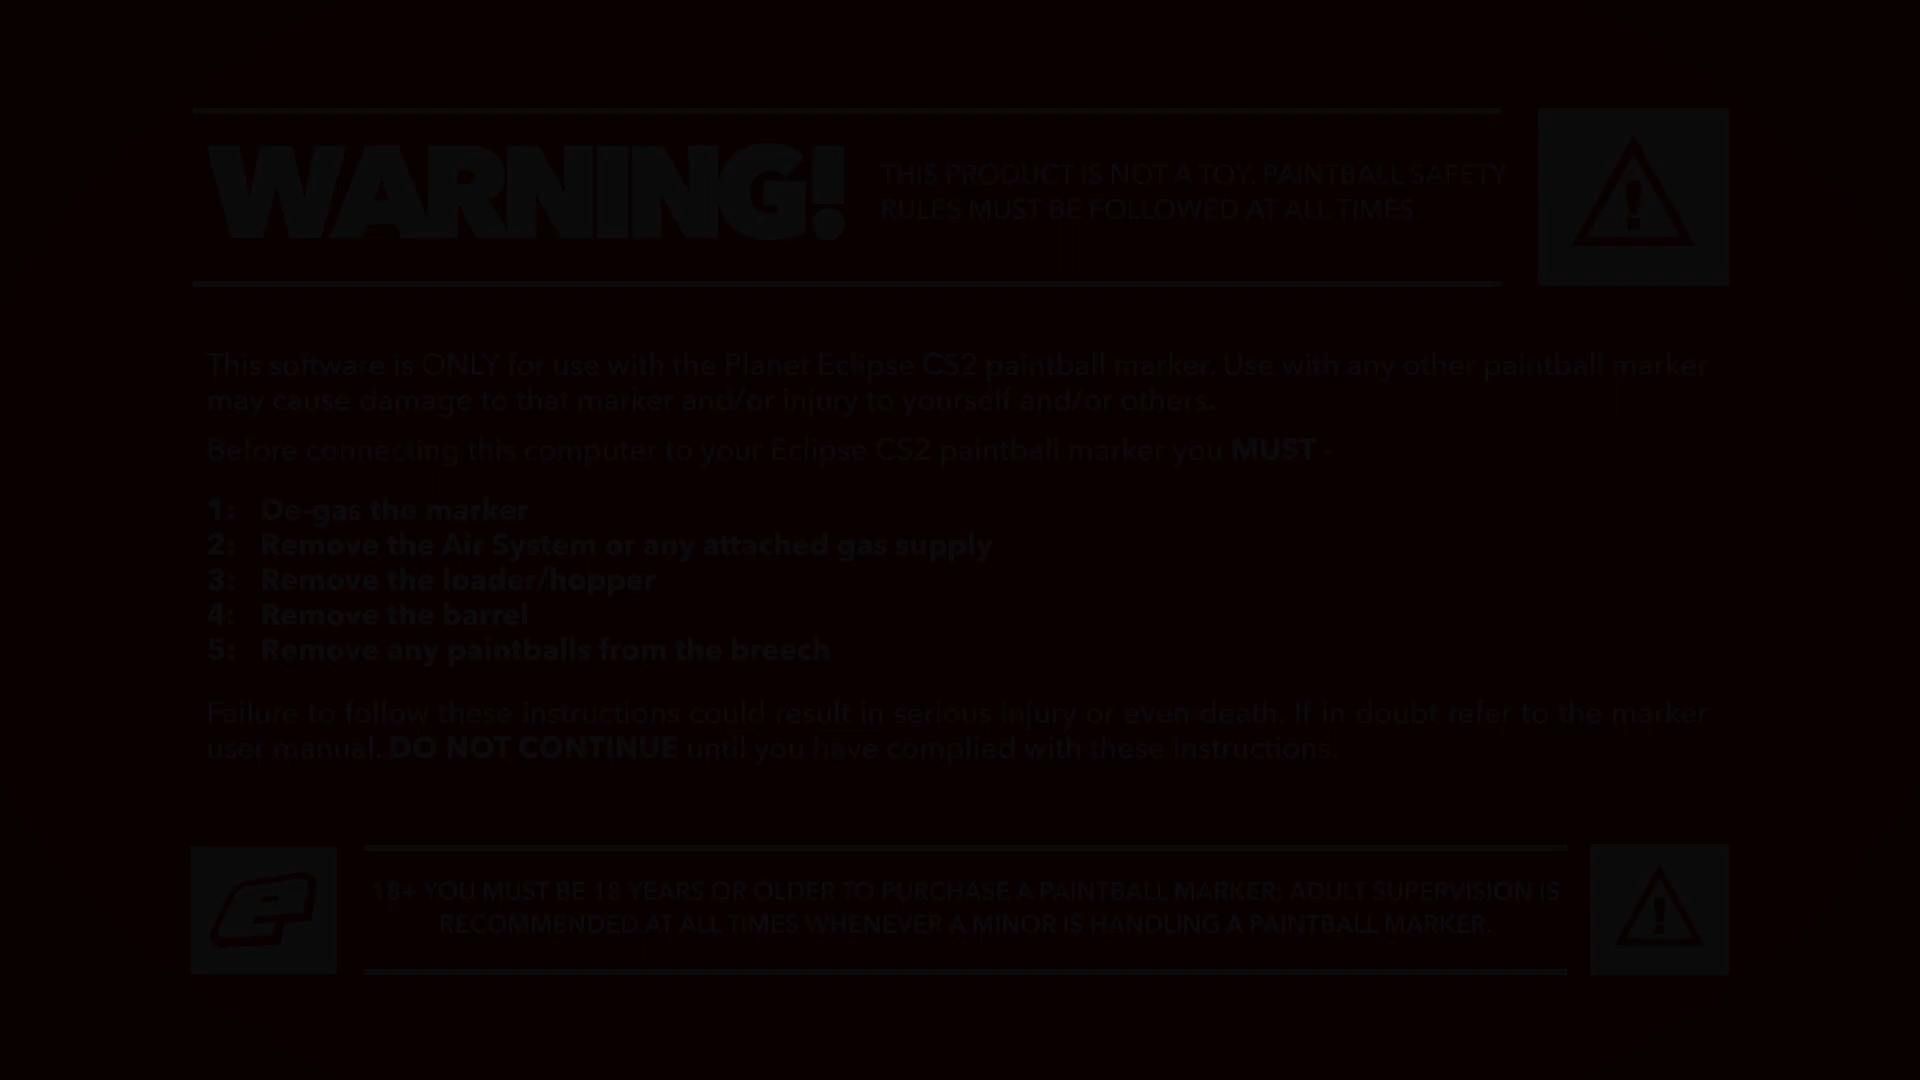 WARNING!
THIS PRODUCT IS NOT A TOY. PAINTBALL SAFETY
RULES MUST BE FOLLOWED AT ALL TIMES.
This software is ONLY for use with the Planet Eclipse CS2 paintball marker. Use with any other paintball marker
may cause damage to that marker and/or injury to yourself and/or others.
Before connecting this computer to your Eclipse CS2 paintball marker you MUST -
1: De-gas the marker
2: Remove the Air System or any attached gas supply
3: Remove the loader/hopper
4: Remove the barrel
5: Remove any paintballs from the breech
Failure to follow these instructions could result in serious injury or even death. If in doubt refer to the marker
user manual. DO NOT CONTINUE until you have complied with these instructions.
18+ YOU MUST BE 18 YEARS OR OLDER TO PURCHASE A PAINTBALL MARKER; ADULT SUPERVISION IS
RECOMMENDED AT ALL TIMES WHENEVER A MINOR IS HANDLING A PAINTBALL MARKER.